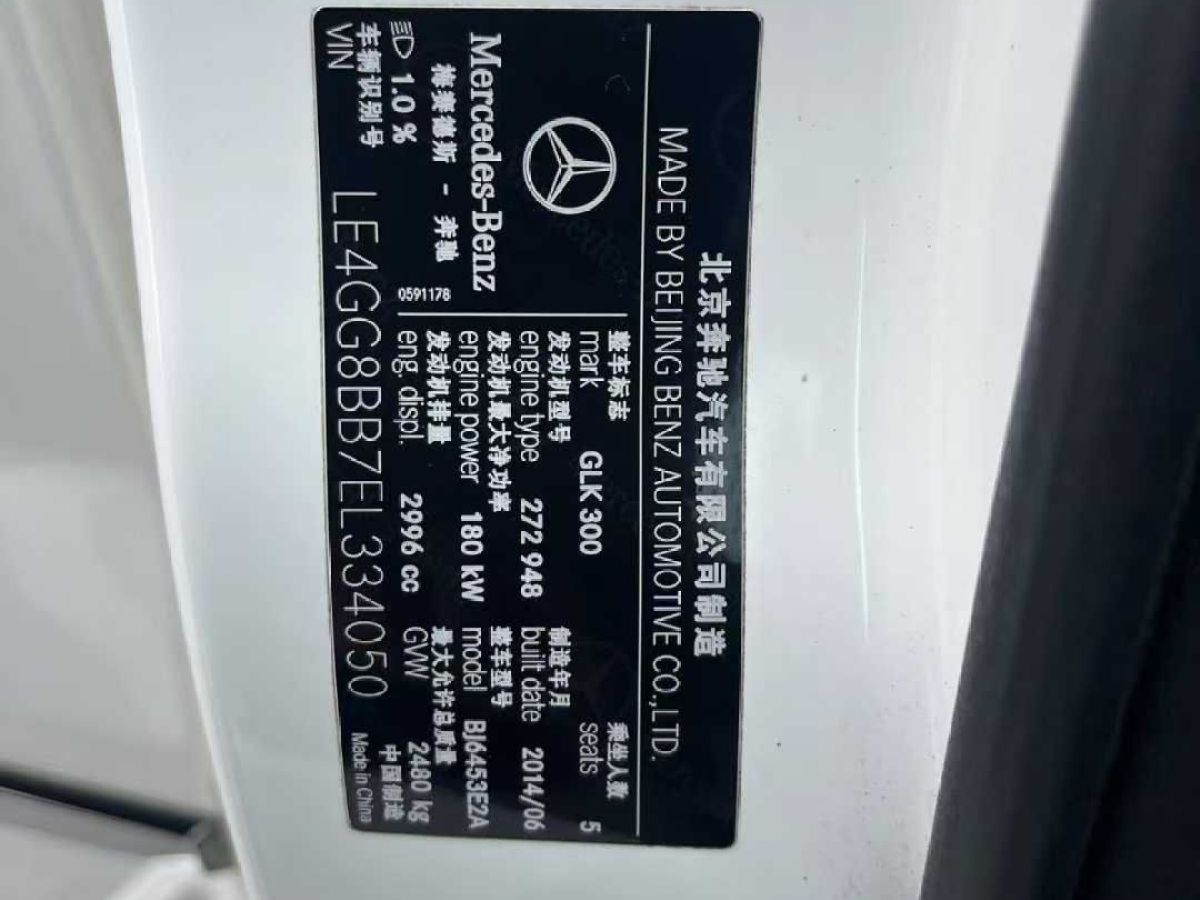 北京奔驰汽车有限公司制造
MADE BY BEIJING BENZ AUTOMOTIVE CO.,LTD.
Mercedes-Benz
梅赛德斯 - 奔驰
1.0 %
0591178
整车标志
mark GLK 300
乘坐人数
seats 5
发动机型号
engine type 272 948
制造年月
built date 2014/06
发动机最大净功率
engine power 180 kW
整车型号
model BJ6453E2A
发动机排量
eng. displ. 2996 cc
最大允许总质量
GVW 2480 kg
车辆识别号
VIN LE4GG8BB7EL334050
中国制造
Made in China